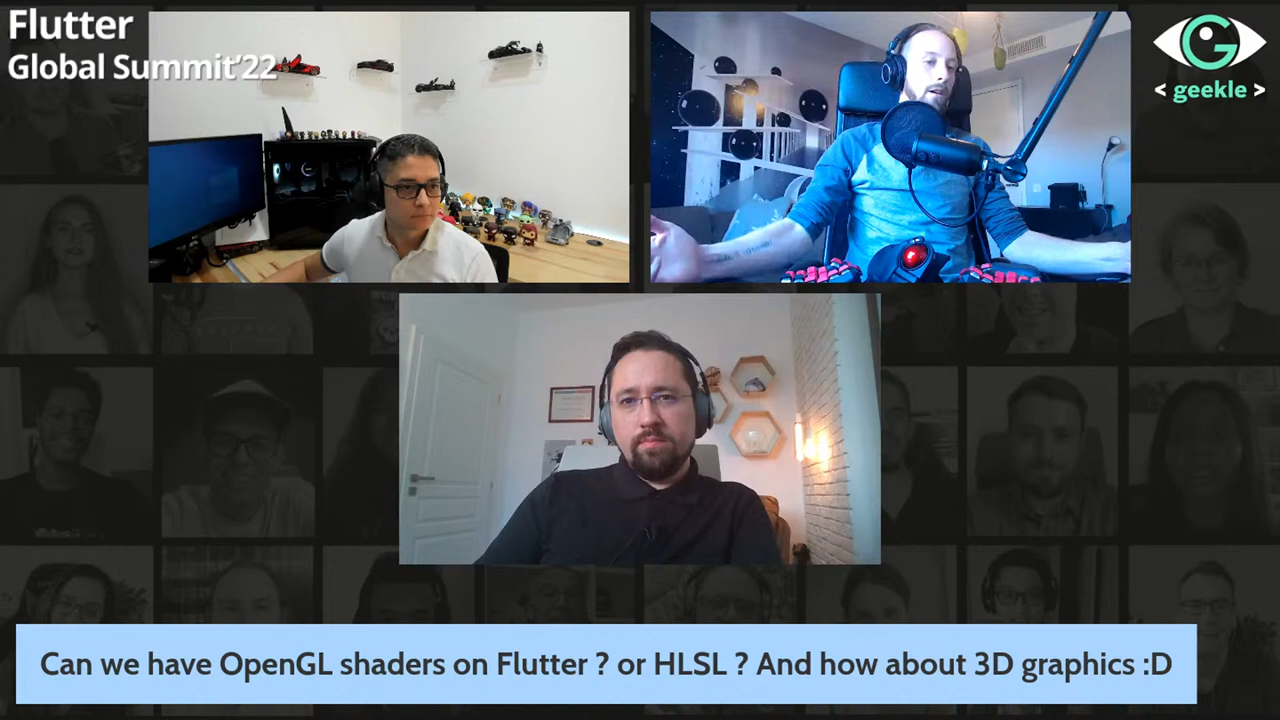 Flutter
Global Summit'22
< geekle >
Can we have OpenGL shaders on Flutter ? or HLSL ? And how about 3D graphics :D